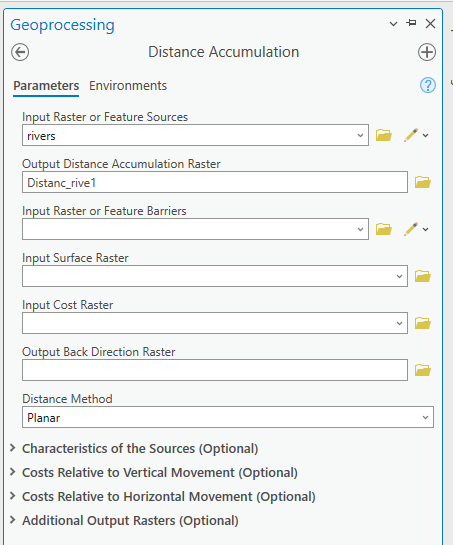 Geoprocessing
Distance Accumulation
Parameters Environments
Input Raster or Feature Sources
rivers
Output Distance Accumulation Raster
Distanc_rive1
Input Raster or Feature Barriers
Input Surface Raster
Input Cost Raster
Output Back Direction Raster
Distance Method
Planar
Characteristics of the Sources (Optional)
Costs Relative to Vertical Movement (Optional)
Costs Relative to Horizontal Movement (Optional)
Additional Output Rasters (Optional)